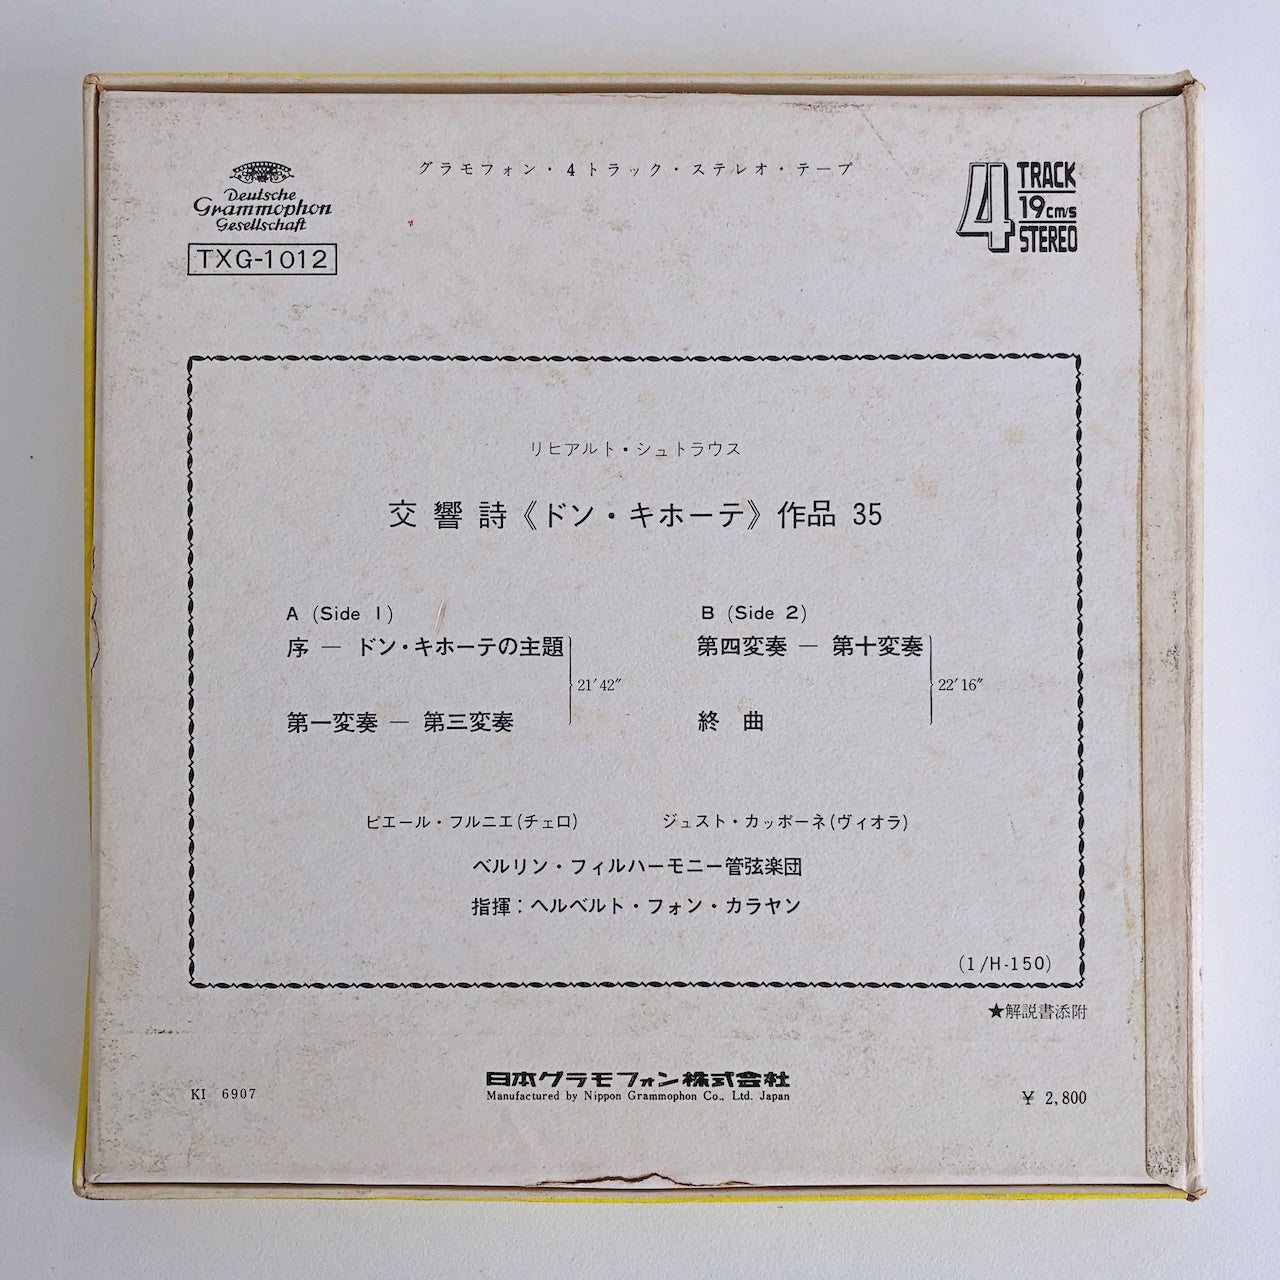 グラモフォン・4トラック・ステレオ・テープ
Deutsche
Grammophon
Gesellschaft
TXG-1012
4 TRACK
19cm/s
STEREO
リヒアルト・シュトラウス
交響詩《ドン・キホーテ》作品 35
A (Side 1)
序 — ドン・キホーテの主題
第一変奏 — 第三変奏
21′42″
B (Side 2)
第四変奏 — 第十変奏
終 曲
22′16″
ピエール・フルニエ(チェロ) ジュスト・カッポーネ(ヴィオラ)
ベルリン・フィルハーモニー管弦楽団
指揮:ヘルベルト・フォン・カラヤン
(1/H-150)
★解説書添附
KI 6907
日本グラモフォン株式会社
Manufactured by Nippon Grammophon Co., Ltd. Japan
¥ 2,800